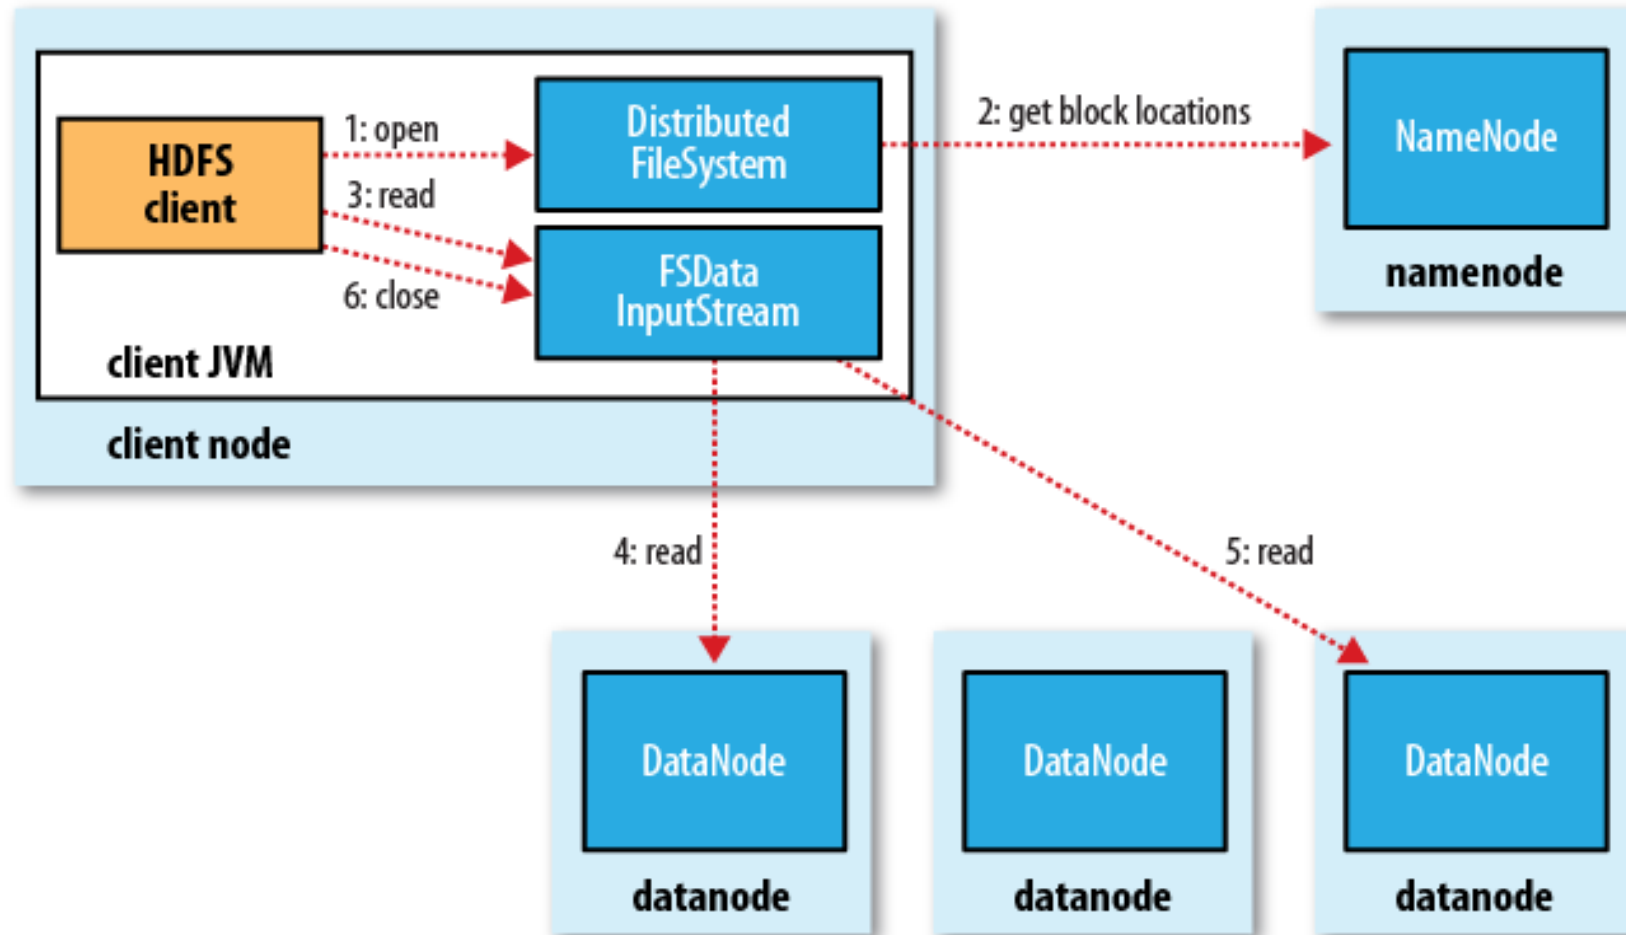 HDFS
client
1: open
3: read
6: close
Distributed
FileSystem
FSData
InputStream
client JVM
client node
2: get block locations
NameNode
namenode
4: read
5: read
DataNode
datanode
DataNode
datanode
DataNode
datanode